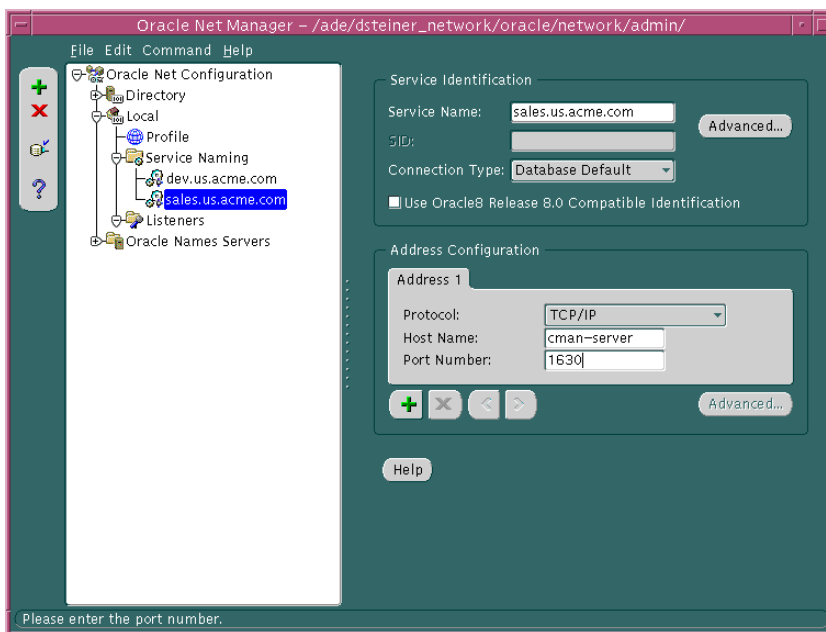 Oracle Net Manager – /ade/dsteiner_network/oracle/network/admin/
File Edit Command Help
Oracle Net Configuration
Directory
Local
Profile
Service Naming
dev.us.acme.com
sales.us.acme.com
Listeners
Oracle Names Servers
Service Identification
Service Name: sales.us.acme.com
Advanced...
SID:
Connection Type: Database Default
Use Oracle8 Release 8.0 Compatible Identification
Address Configuration
Address 1
Protocol: TCP/IP
Host Name: cman-server
Port Number: 1630
Advanced...
Help
Please enter the port number.